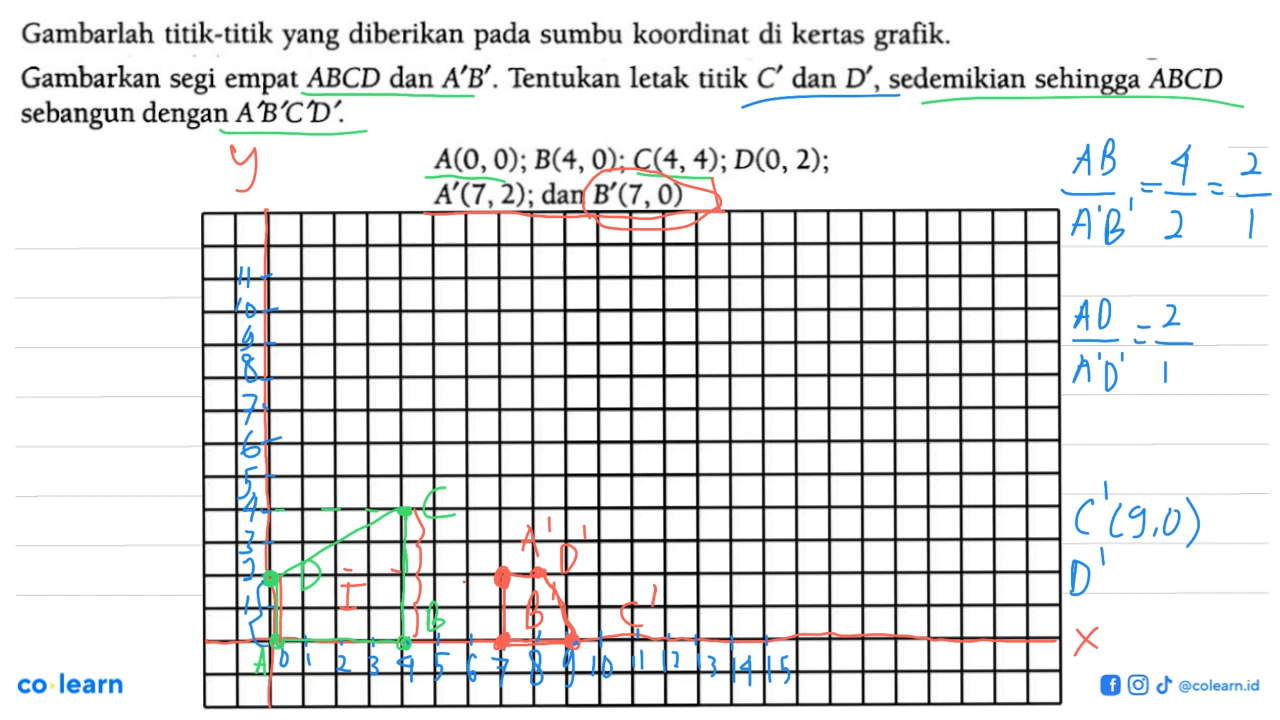 Gambarlah titik-titik yang diberikan pada sumbu koordinat di kertas grafik.
Gambarkan segi empat ABCD dan A'B'. Tentukan letak titik C' dan D', sedemikian sehingga ABCD
sebangun dengan A'B'C'D'.
A(0, 0); B(4, 0); C(4, 4); D(0, 2);
A'(7, 2); dan B'(7, 0)
y
AB/A'B' = 4/2 = 2/1
AD/A'D' = 2/1
C'(9,0)
D'
11
10
9
8
7
6
5
4
3
2
1
C
D
I
B
A
A'
D'
B'
C'
0 1 2 3 4 5 6 7 8 9 10 11 12 13 14 15
x
co learn
@colearn.id